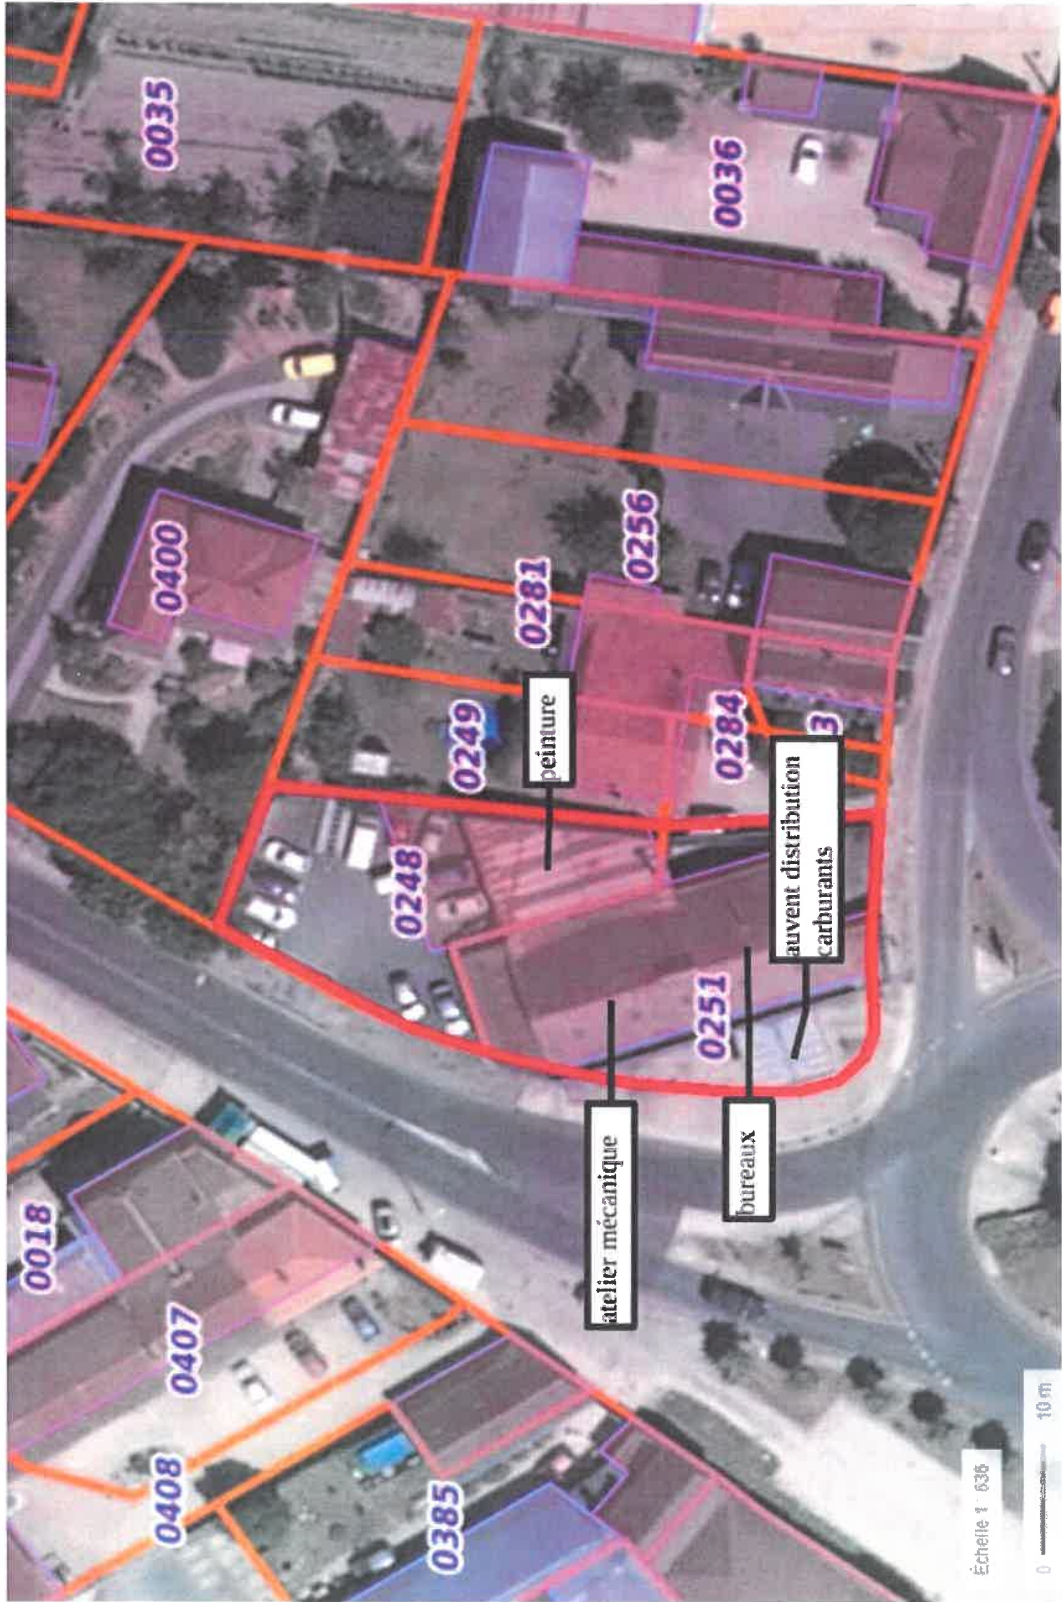 0018
0407
0408
0385
0400
0035
0036
0256
0281
0249
0284
3
0248
0251
peinture
auvent distribution
carburants
atelier mécanique
bureaux
Échelle 1 : 636
0 10 m